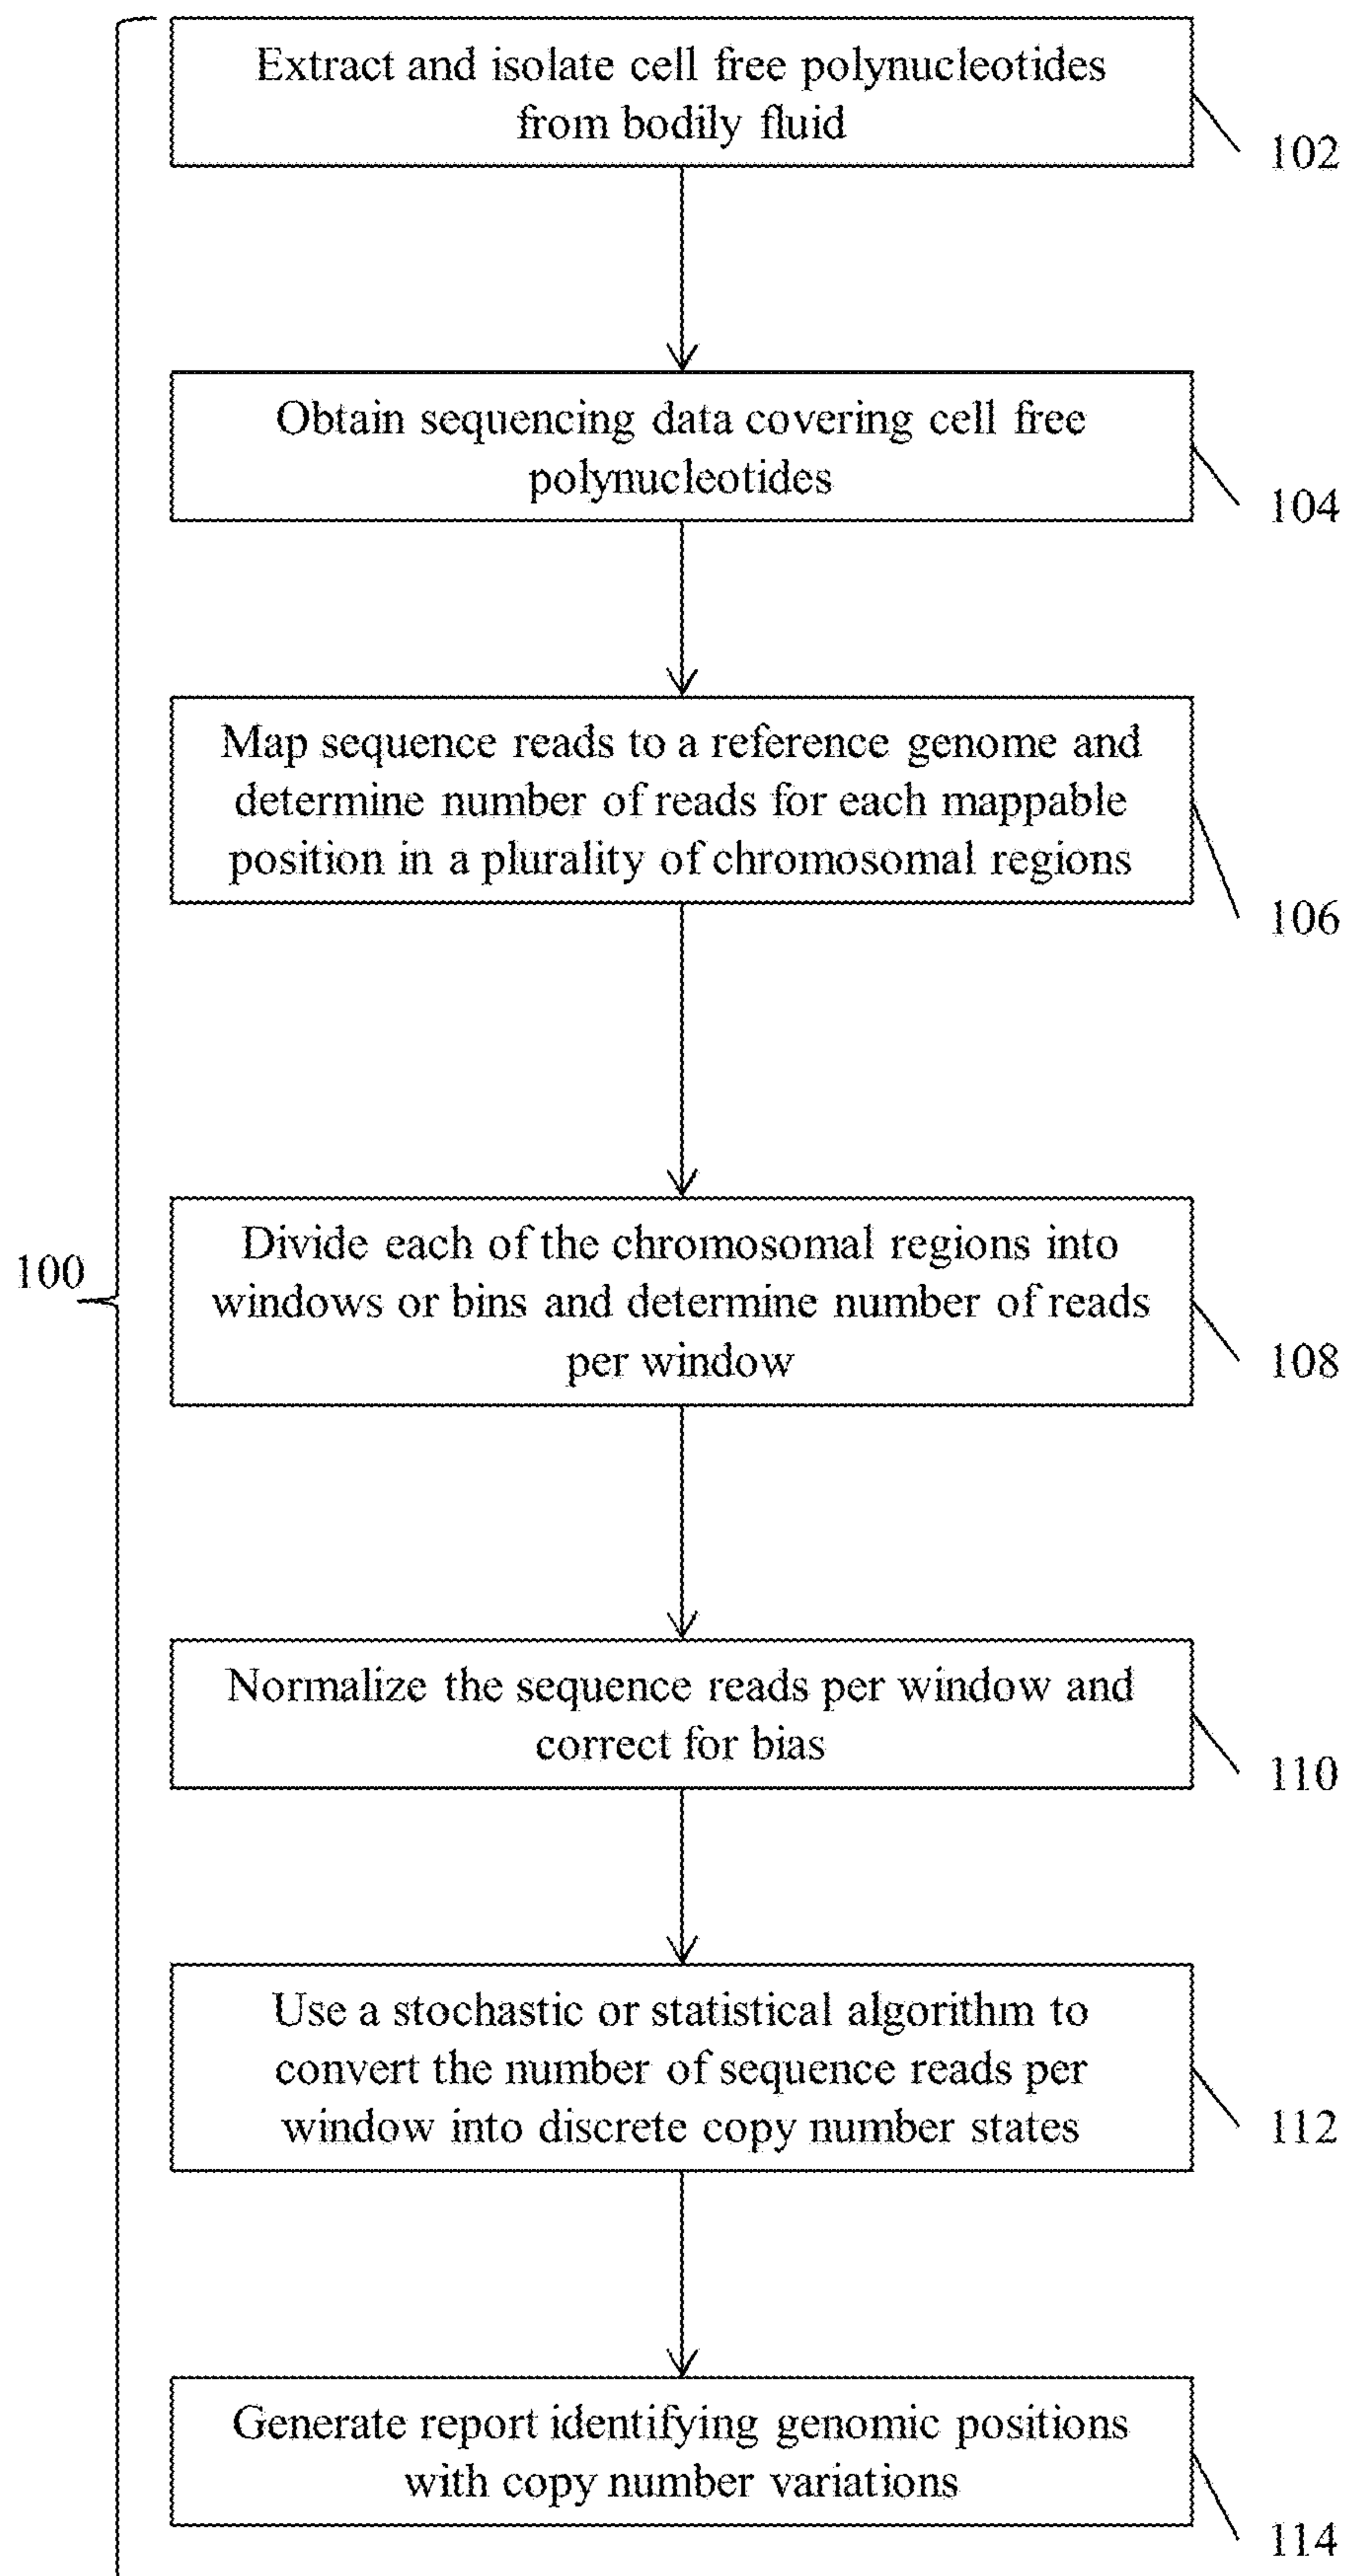 Extract and isolate cell free polynucleotides
from bodily fluid
102
Obtain sequencing data covering cell free
polynucleotides
104
Map sequence reads to a reference genome and
determine number of reads for each mappable
position in a plurality of chromosomal regions
106
100
Divide each of the chromosomal regions into
windows or bins and determine number of reads
per window
108
Normalize the sequence reads per window and
correct for bias
110
Use a stochastic or statistical algorithm to
convert the number of sequence reads per
window into discrete copy number states
112
Generate report identifying genomic positions
with copy number variations
114